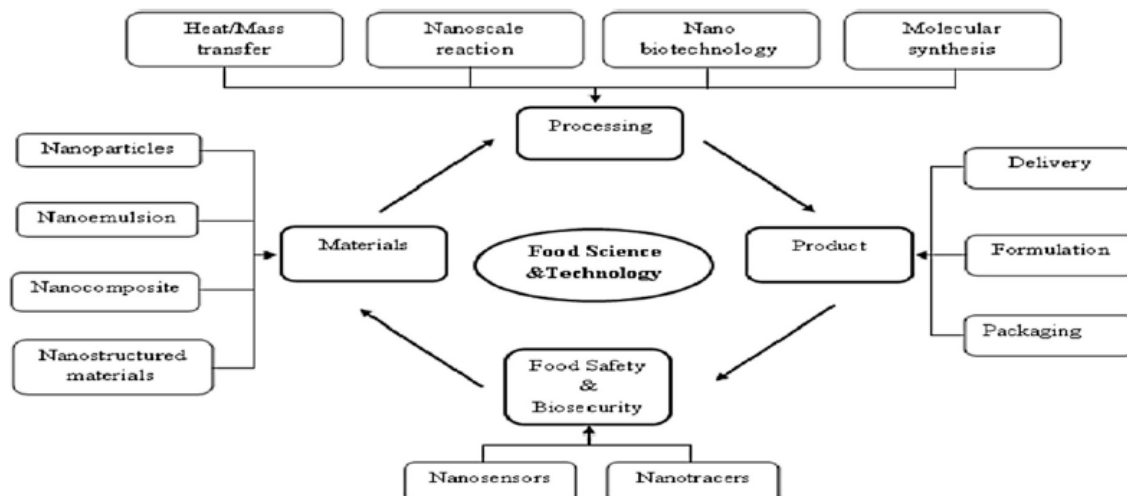 Heat/Mass
transfer
Nanoscale
reaction
Nano
biotechnology
Molecular
synthesis
Processing
Nanoparticles
Nanoemulsion
Nanocomposite
Nanostructured
materials
Materials
Food Science
&Technology
Product
Delivery
Formulation
Packaging
Food Safety
&
Biosecurity
Nanosensors
Nanotracers